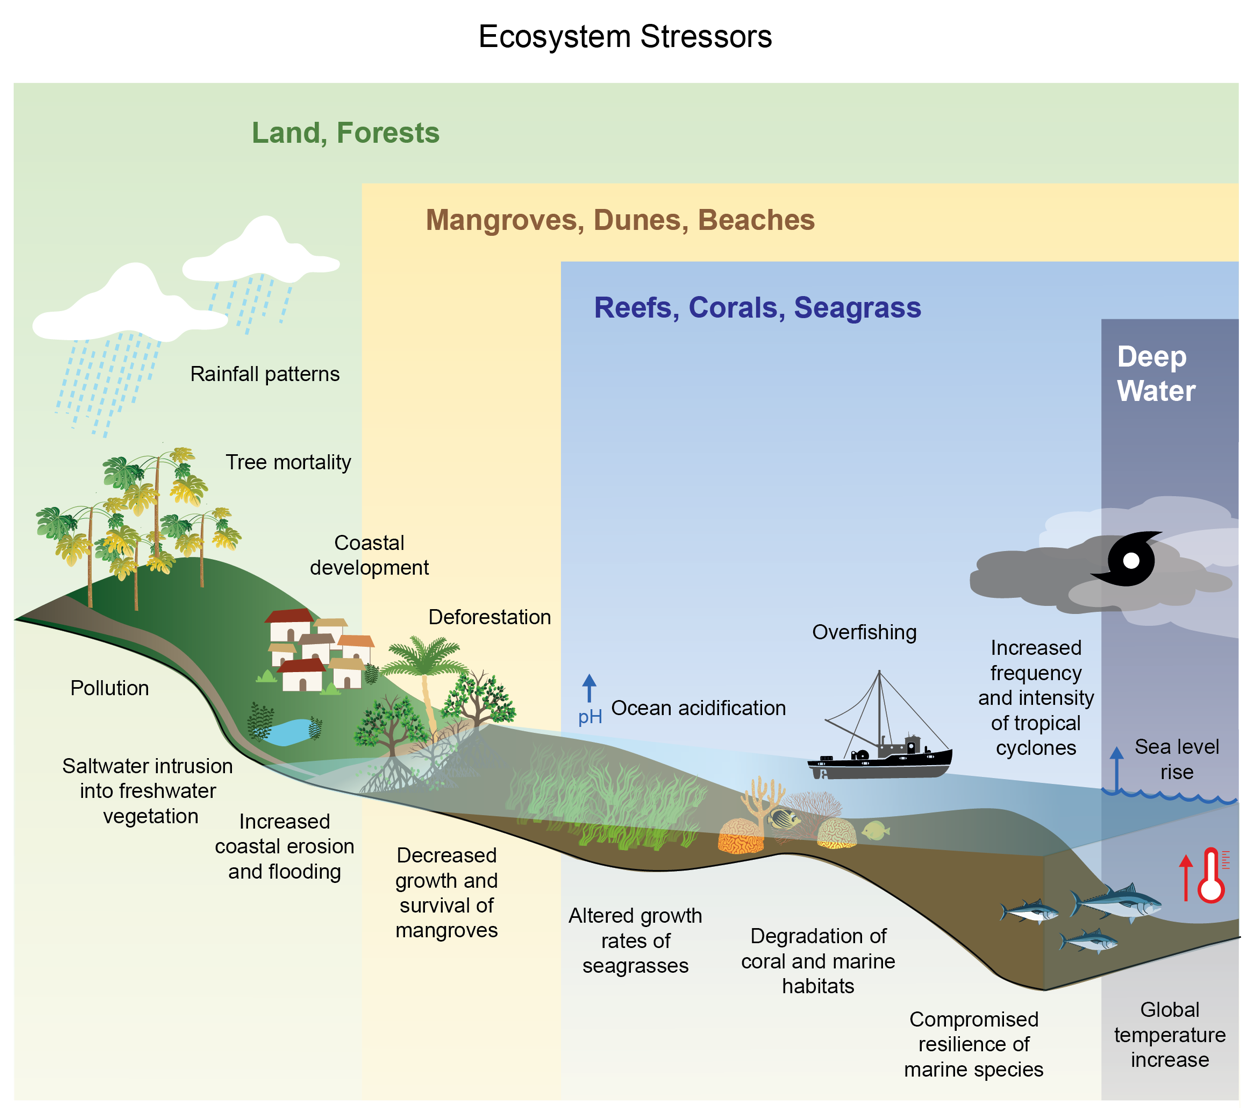 Ecosystem Stressors
Land, Forests
Mangroves, Dunes, Beaches
Reefs, Corals, Seagrass
Deep
Water
Rainfall patterns
Tree mortality
Coastal
development
Deforestation
Overfishing
Increased
frequency
and intensity
of tropical
cyclones
Pollution
pH
Ocean acidification
Sea level
rise
Saltwater intrusion
into freshwater
vegetation
Increased
coastal erosion
and flooding
Decreased
growth and
survival of
mangroves
Altered growth
rates of
seagrasses
Degradation of
coral and marine
habitats
Compromised
resilience of
marine species
Global
temperature
increase